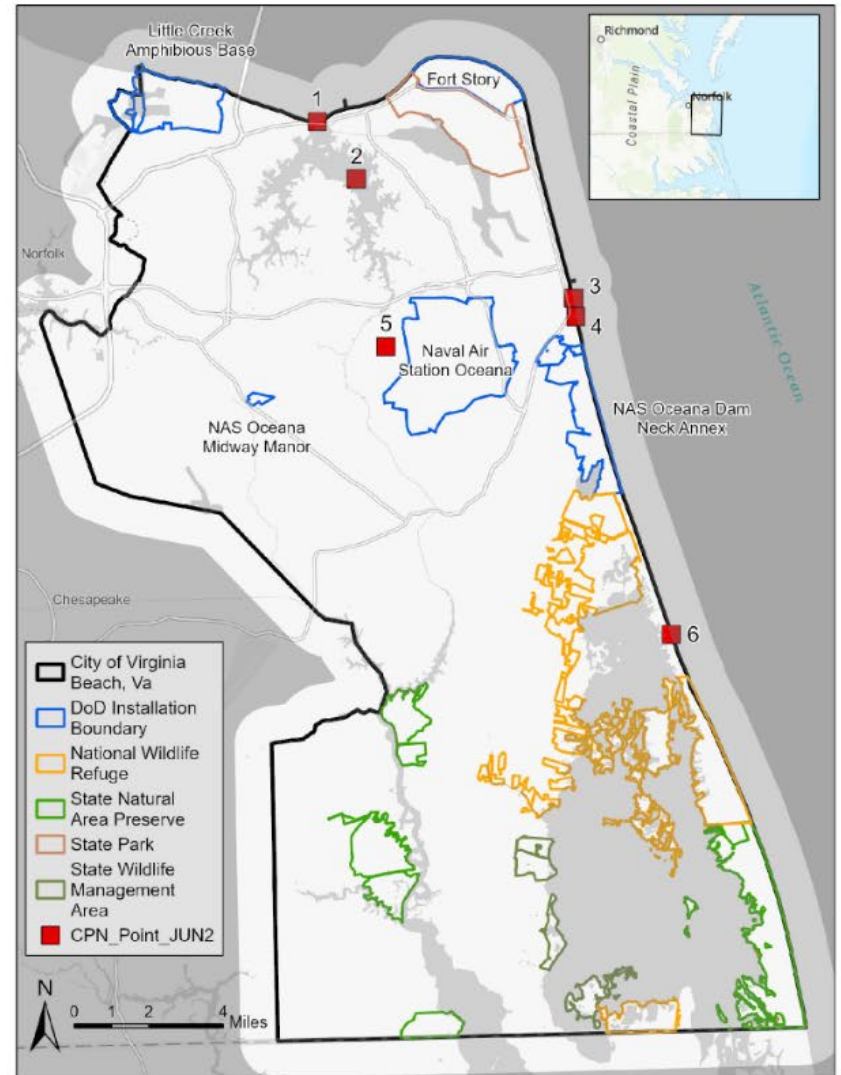 Little Creek
Amphibious Base
Fort Story
Richmond
Coastal Plain
Norfolk
1
2
Norfolk
3
4
5
Naval Air
Station Oceana
Atlantic Ocean
NAS Oceana
Midway Manor
NAS Oceana Dam
Neck Annex
Chesapeake
6
City of Virginia
Beach, Va
DoD Installation
Boundary
National Wildlife
Refuge
State Natural
Area Preserve
State Park
State Wildlife
Management
Area
CPN_Point_JUN2
N
0 2 4
Miles